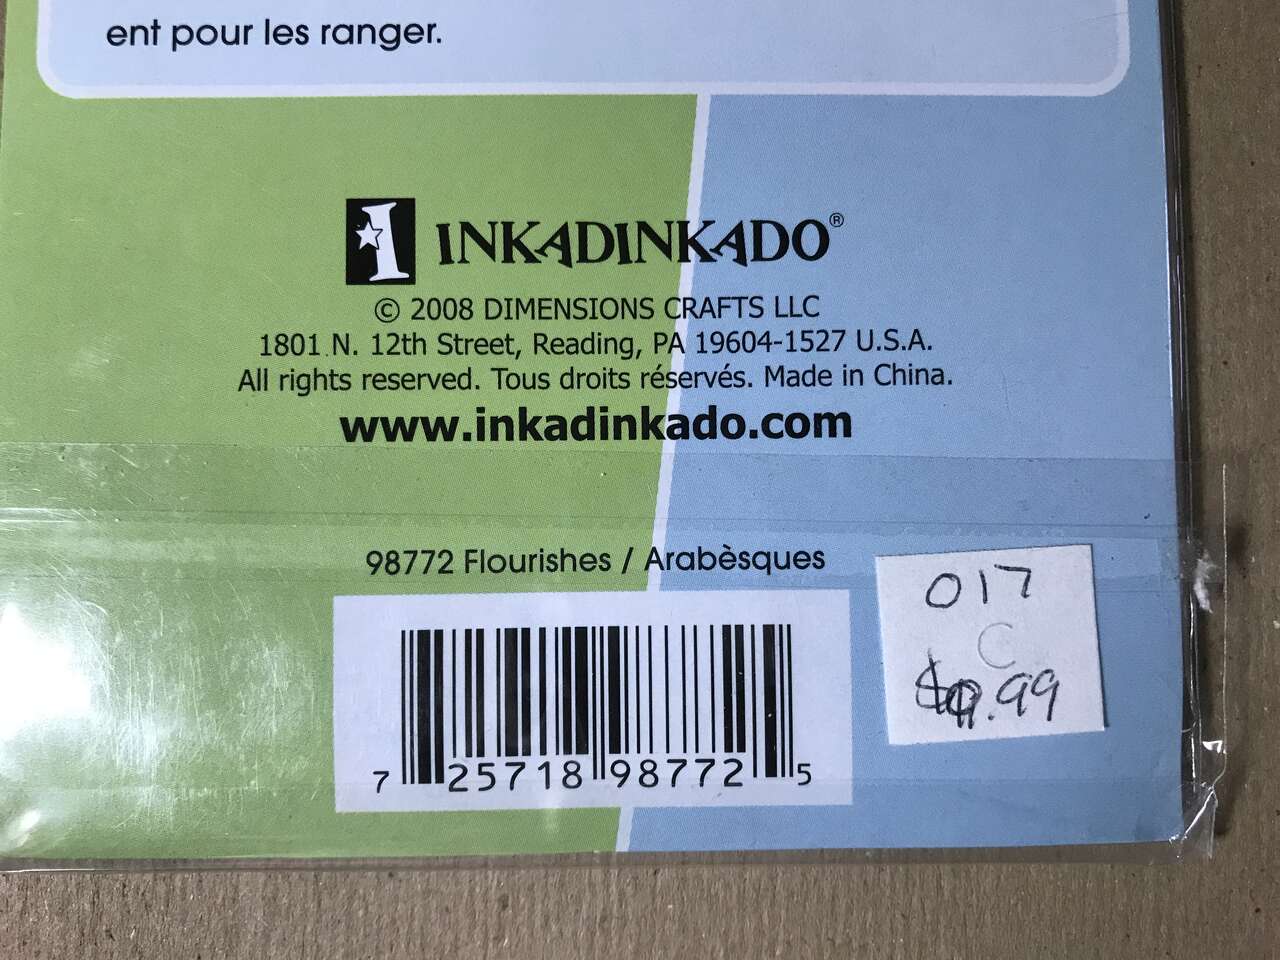 ent pour les ranger.
INKADINKADO®
© 2008 DIMENSIONS CRAFTS LLC
1801 N. 12th Street, Reading, PA 19604-1527 U.S.A.
All rights reserved. Tous droits réservés. Made in China.
www.inkadinkado.com
98772 Flourishes / Arabèsques
7 25718 98772 5
017
C